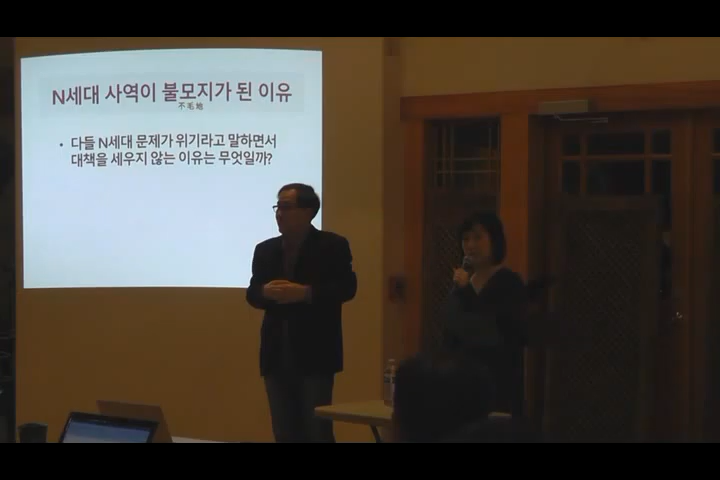 N세대 사역이 불모지가 된 이유
不毛地
• 다들 N세대 문제가 위기라고 말하면서
대책을 세우지 않는 이유는 무엇일까?